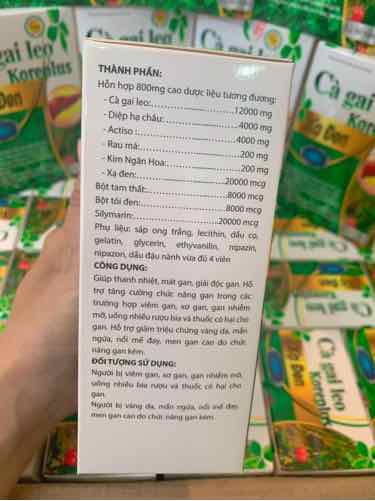 THÀNH PHẦN:
Hỗn hợp 800mg cao dược liệu tương đương:
- Cà gai leo:........................12000 mg
- Diệp hạ châu:........................4000 mg
- Actiso :........................4000 mg
- Rau má:........................200 mg
- Kim Ngăn Hoa:........................200 mg
- Xạ đen:........................20000 mcg
Bột tam thất:........................8000 mcg
Bột tỏi đen:........................8000 mcg
Silymarin:........................20000 mcg
Phụ liệu: sáp ong trắng, lecithin, dầu cọ,
gelatin, glycerin, ethyvanilin, nipazin,
nipazon, dầu đậu nành vừa đủ 4 viên
CÔNG DỤNG:
Giúp thanh nhiệt, mát gan, giải độc gan. Hỗ
trợ tăng cường chức năng gan trong các
trường hợp viêm gan, xơ gan, gan nhiễm
mỡ, uống nhiều rượu bia và thuốc có hại cho
gan. Hỗ trợ giảm triệu chứng vàng da, mẩn
ngứa, nổi mề đay, men gan cao do chức
năng gan kém.
ĐỐI TƯỢNG SỬ DỤNG:
Người bị viêm gan, xơ gan, gan nhiễm mỡ,
uống nhiều bia rượu và thuốc có hại cho
gan.
Người bị vàng da, mẩn ngứa, nổi mề đay,
men gan cao do chức năng gan kém.
Cà gai leo
Koreplus
Đen
Cà gai
Cà gai leo
Koreplus